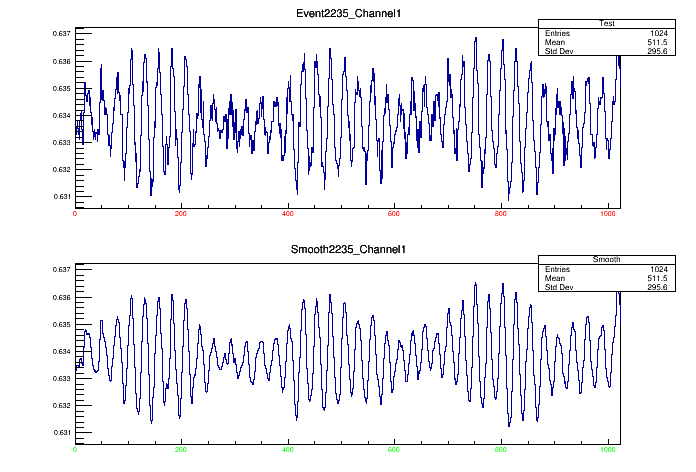 Event2235_Channel1
Test
Entries 1024
Mean 511.5
Std Dev 295.6
0.637
0.636
0.635
0.634
0.633
0.632
0.631
0 200 400 600 800 1000
Smooth2235_Channel1
Smooth
Entries 1024
Mean 511.5
Std Dev 295.6
0.637
0.636
0.635
0.634
0.633
0.632
0.631
0 200 400 600 800 1000